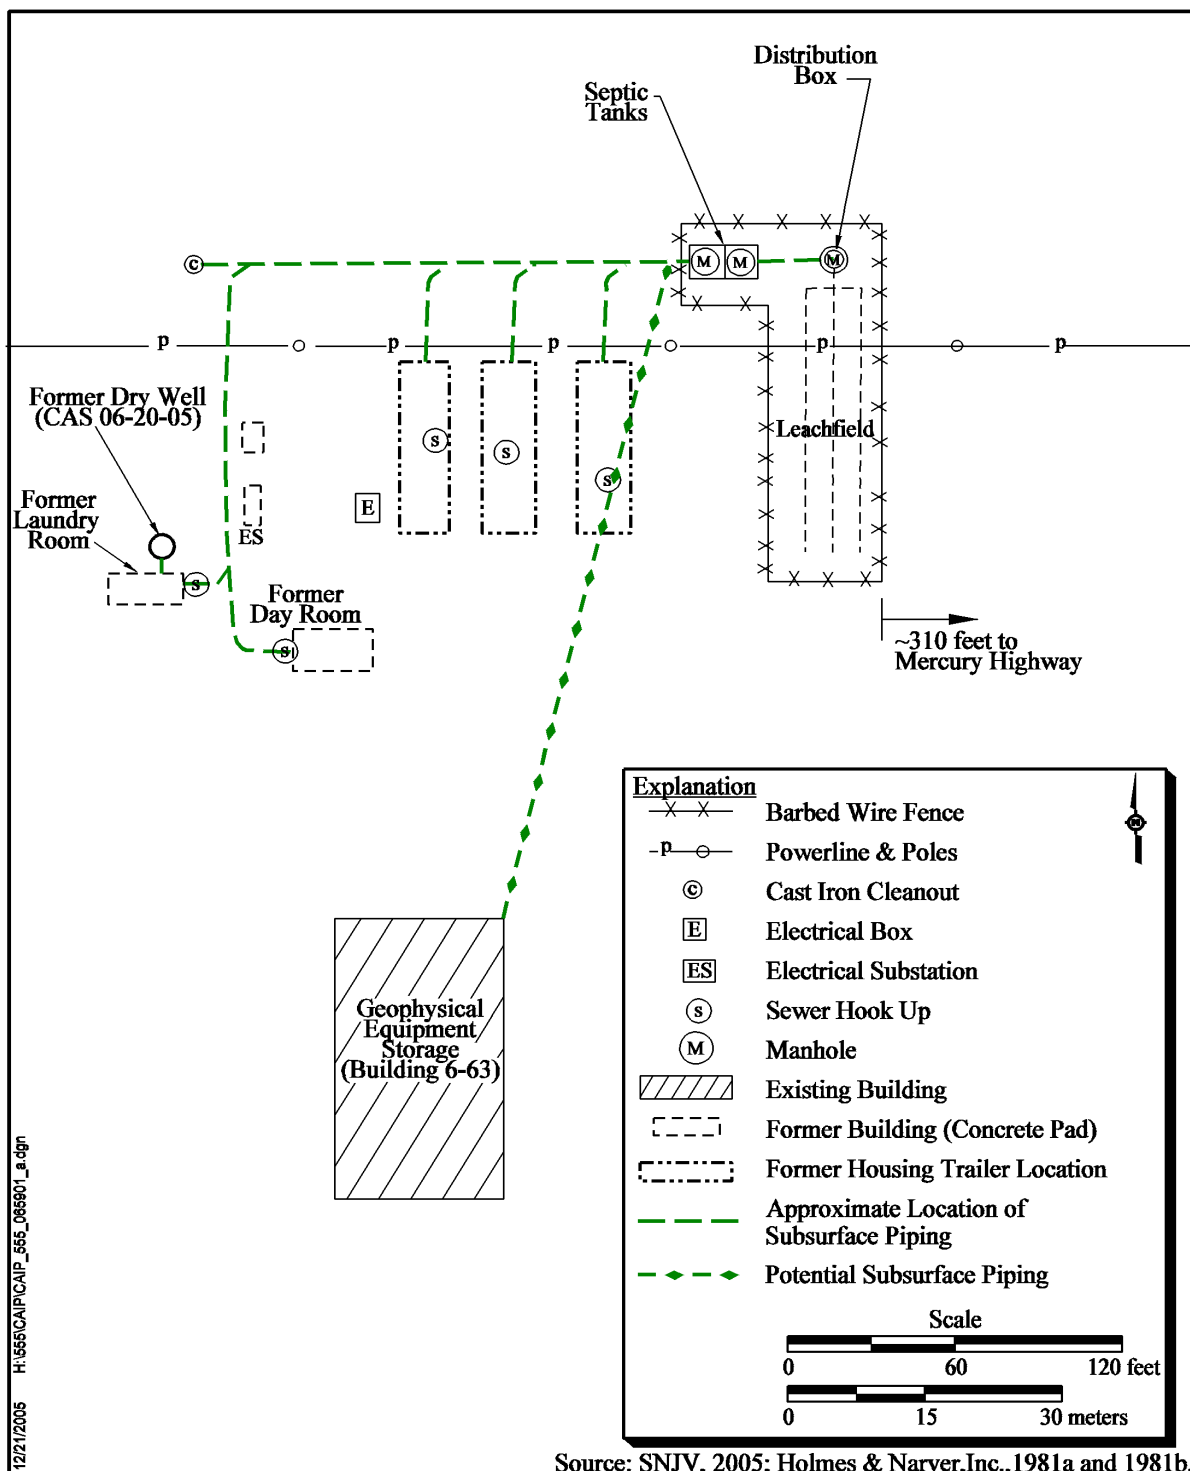 Distribution
Box
Septic
Tanks
C
M
M
M
p
p
p
p
p
Former Dry Well
(CAS 06-20-05)
Leachfield
S
S
S
E
ES
Former
Laundry
Room
S
Former
Day Room
S
~310 feet to
Mercury Highway
Geophysical
Equipment
Storage
(Building 6-63)
Explanation
Barbed Wire Fence
p
Powerline & Poles
C
Cast Iron Cleanout
E
Electrical Box
ES
Electrical Substation
S
Sewer Hook Up
M
Manhole
Existing Building
Former Building (Concrete Pad)
Former Housing Trailer Location
Approximate Location of
Subsurface Piping
Potential Subsurface Piping
N
Scale
0 60 120 feet
0 15 30 meters
12/21/2005 H:\555\CAIP\CAIP_555_065901_a.dgn
Source: SNJV, 2005; Holmes & Narver,Inc.,1981a and 1981b.